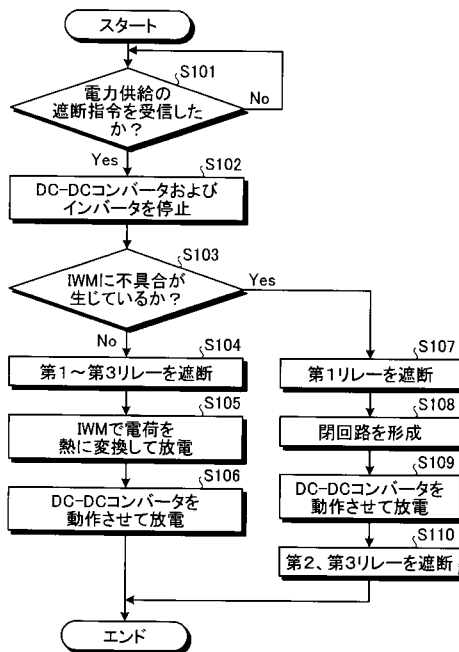 スタート
S101
電力供給の
遮断指令を受信した
か？
No
Yes
S102
DC-DCコンバータおよび
インバータを停止
S103
IWMに不具合が
生じているか？
Yes
No
S104
第1～第3リレーを遮断
S105
IWMで電荷を
熱に変換して放電
S106
DC-DCコンバータを
動作させて放電
S107
第1リレーを遮断
S108
閉回路を形成
S109
DC-DCコンバータを
動作させて放電
S110
第2、第3リレーを遮断
エンド